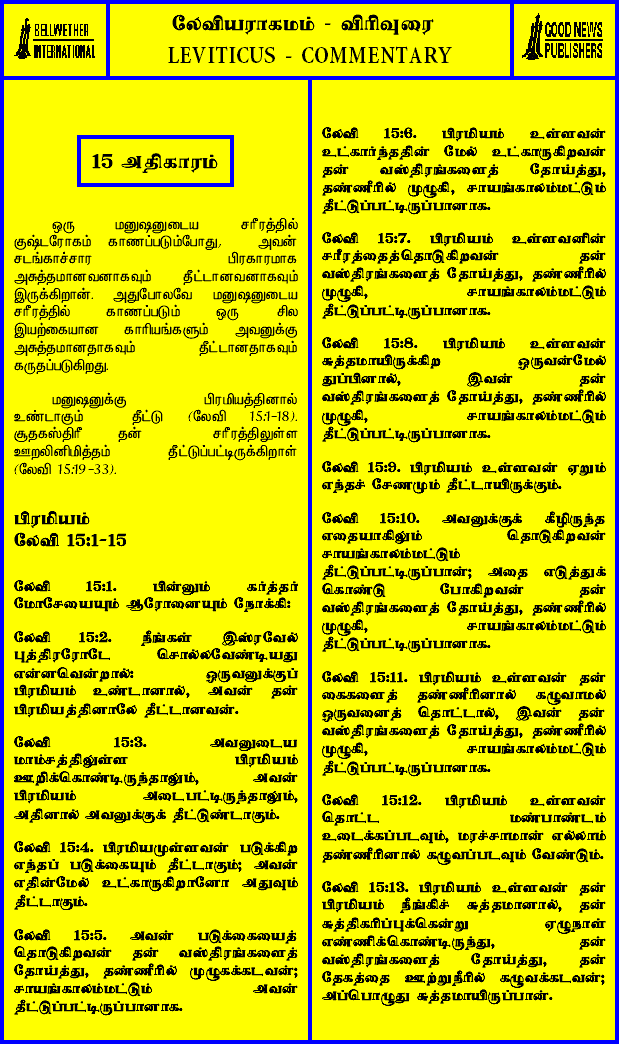 BELLWETHER
INTERNATIONAL
லேவியராகமம் - விரிவுரை
LEVITICUS - COMMENTARY
GOOD NEWS
PUBLISHERS
15 அதிகாரம்
ஒரு மனுஷனுடைய சரீரத்தில்
குஷ்டரோகம் காணப்படும்போது, அவன்
சடங்காச்சார பிரகாரமாக
அசுத்தமானவனாகவும் தீட்டானவனாகவும்
இருக்கிறான். அதுபோலவே மனுஷனுடைய
சரீரத்தில் காணப்படும் ஒரு சில
இயற்கையான காரியங்களும் அவனுக்கு
அசுத்தமானதாகவும் தீட்டானதாகவும்
கருதப்படுகிறது.
மனுஷனுக்கு பிரமியத்தினால்
உண்டாகும் தீட்டு (லேவி 15:1-18).
சூதகஸ்திரீ தன் சரீரத்திலுள்ள
ஊறலினிமித்தம் தீட்டுப்பட்டிருக்கிறாள்
(லேவி 15:19-33).
பிரமியம்
லேவி 15:1-15
லேவி 15:1. பின்னும் கர்த்தர்
மோசேயையும் ஆரோனையும் நோக்கி:
லேவி 15:2. நீங்கள் இஸ்ரவேல்
புத்திரரோடே சொல்லவேண்டியது
என்னவென்றால்: ஒருவனுக்குப்
பிரமியம் உண்டானால், அவன் தன்
பிரமியத்தினாலே தீட்டானவன்.
லேவி 15:3. அவனுடைய
மாம்சத்திலுள்ள பிரமியம்
ஊறிக்கொண்டிருந்தாலும், அவன்
பிரமியம் அடைபட்டிருந்தாலும்,
அதினால் அவனுக்குத் தீட்டுண்டாகும்.
லேவி 15:4. பிரமியமுள்ளவன் படுக்கிற
எந்தப் படுக்கையும் தீட்டாகும்; அவன்
எதின்மேல் உட்காருகிறானோ அதுவும்
தீட்டாகும்.
லேவி 15:5. அவன் படுக்கையைத்
தொடுகிறவன் தன் வஸ்திரங்களைத்
தோய்த்து, தண்ணீரில் முழுகக்கடவன்;
சாயங்காலம்மட்டும் அவன்
தீட்டுப்பட்டிருப்பானாக.
லேவி 15:6. பிரமியம் உள்ளவன்
உட்கார்ந்ததின் மேல் உட்காருகிறவன்
தன் வஸ்திரங்களைத் தோய்த்து,
தண்ணீரில் முழுகி, சாயங்காலம்மட்டும்
தீட்டுப்பட்டிருப்பானாக.
லேவி 15:7. பிரமியம் உள்ளவனின்
சரீரத்தைத்தொடுகிறவன் தன்
வஸ்திரங்களைத் தோய்த்து, தண்ணீரில்
முழுகி, சாயங்காலம்மட்டும்
தீட்டுப்பட்டிருப்பானாக.
லேவி 15:8. பிரமியம் உள்ளவன்
சுத்தமாயிருக்கிற ஒருவன்மேல்
துப்பினால், இவன் தன்
வஸ்திரங்களைத் தோய்த்து, தண்ணீரில்
முழுகி, சாயங்காலம்மட்டும்
தீட்டுப்பட்டிருப்பானாக.
லேவி 15:9. பிரமியம் உள்ளவன் ஏறும்
எந்தச் சேணமும் தீட்டாயிருக்கும்.
லேவி 15:10. அவனுக்குக் கீழிருந்த
எதையாகிலும் தொடுகிறவன்
சாயங்காலம்மட்டும்
தீட்டுப்பட்டிருப்பான்; அதை எடுத்துக்
கொண்டு போகிறவன் தன்
வஸ்திரங்களைத் தோய்த்து, தண்ணீரில்
முழுகி, சாயங்காலம்மட்டும்
தீட்டுப்பட்டிருப்பானாக.
லேவி 15:11. பிரமியம் உள்ளவன் தன்
கைகளைத் தண்ணீரினால் கழுவாமல்
ஒருவனைத் தொட்டால், இவன் தன்
வஸ்திரங்களைத் தோய்த்து, தண்ணீரில்
முழுகி, சாயங்காலம்மட்டும்
தீட்டுப்பட்டிருப்பானாக.
லேவி 15:12. பிரமியம் உள்ளவன்
தொட்ட மண்பாண்டம்
உடைக்கப்படவும், மரச்சாமான் எல்லாம்
தண்ணீரினால் கழுவப்படவும் வேண்டும்.
லேவி 15:13. பிரமியம் உள்ளவன் தன்
பிரமியம் நீங்கிச் சுத்தமானால், தன்
சுத்திகரிப்புக்கென்று ஏழுநாள்
எண்ணிக்கொண்டிருந்து, தன்
வஸ்திரங்களைத் தோய்த்து, தன்
தேகத்தை ஊற்றுநீரில் கழுவக்கடவன்;
அப்பொழுது சுத்தமாயிருப்பான்.